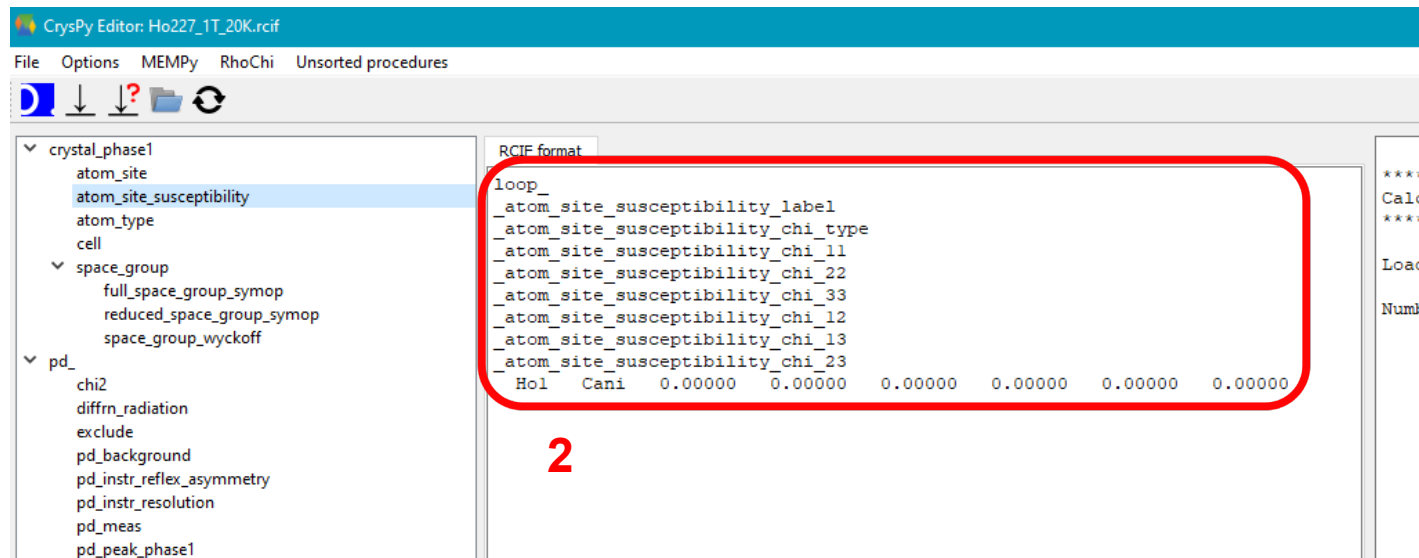 CrysPy Editor: Ho227_1T_20K.rcif
File Options MEMPy RhoChi Unsorted procedures
crystal_phase1
atom_site
atom_site_susceptibility
atom_type
cell
space_group
full_space_group_symop
reduced_space_group_symop
space_group_wyckoff
pd_
chi2
diffrn_radiation
exclude
pd_background
pd_instr_reflex_asymmetry
pd_instr_resolution
pd_meas
pd_peak_phase1
RCIF format
loop_
_atom_site_susceptibility_label
_atom_site_susceptibility_chi_type
_atom_site_susceptibility_chi_11
_atom_site_susceptibility_chi_22
_atom_site_susceptibility_chi_33
_atom_site_susceptibility_chi_12
_atom_site_susceptibility_chi_13
_atom_site_susceptibility_chi_23
Ho1 Cani 0.00000 0.00000 0.00000 0.00000 0.00000 0.00000
2